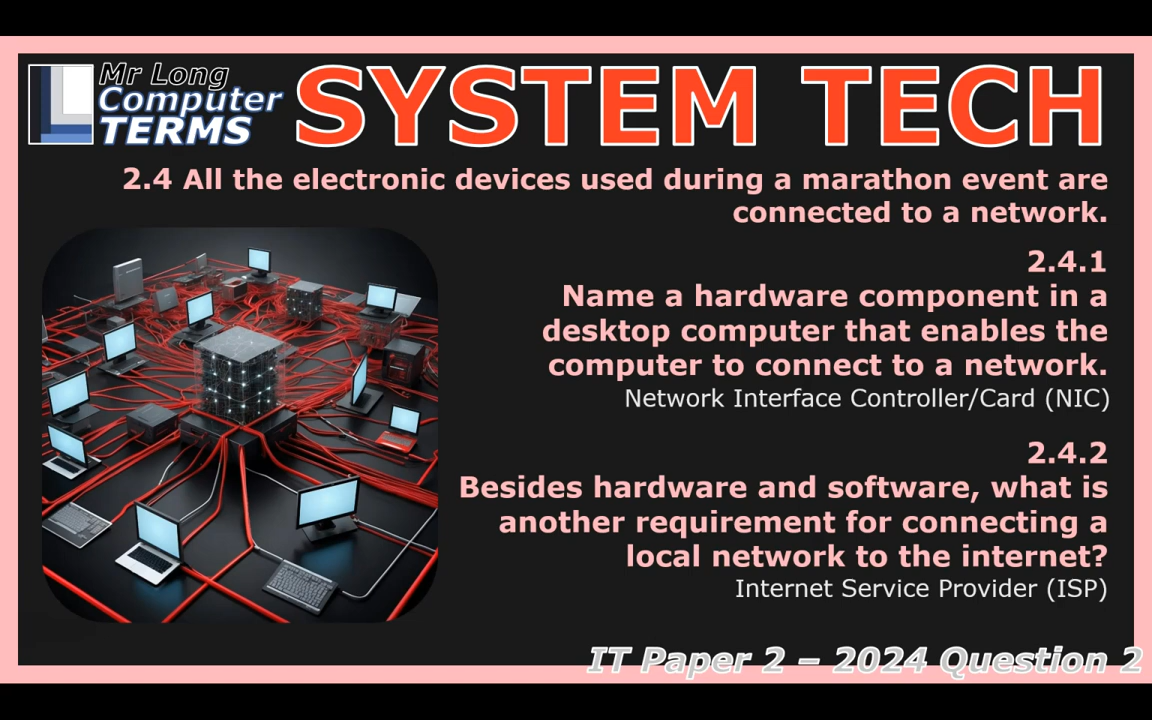 Mr Long
Computer
TERMS
SYSTEM TECH
2.4 All the electronic devices used during a marathon event are
connected to a network.
2.4.1
Name a hardware component in a
desktop computer that enables the
computer to connect to a network.
Network Interface Controller/Card (NIC)
2.4.2
Besides hardware and software, what is
another requirement for connecting a
local network to the internet?
Internet Service Provider (ISP)
IT Paper 2 – 2024 Question 2